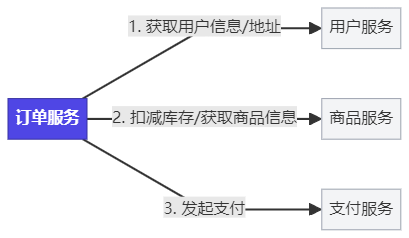 1. 获取用户信息/地址
用户服务
订单服务
2. 扣减库存/获取商品信息
商品服务
3. 发起支付
支付服务